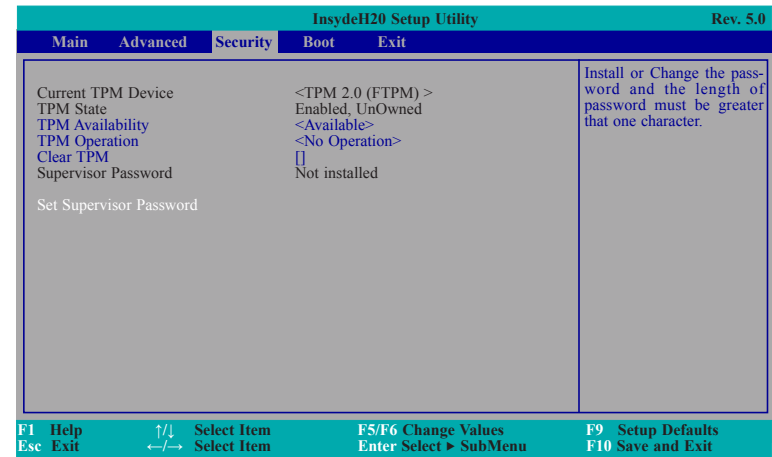 InsydeH20 Setup Utility Rev. 5.0
Main Advanced Security Boot Exit
Current TPM Device <TPM 2.0 (FTPM) >
TPM State Enabled, UnOwned
TPM Availability <Available>
TPM Operation <No Operation>
Clear TPM []
Supervisor Password Not installed
Set Supervisor Password
Install or Change the pass-
word and the length of
password must be greater
that one character.
F1 Help ↑/↓ Select Item F5/F6 Change Values F9 Setup Defaults
Esc Exit ←/→ Select Item Enter Select ► SubMenu F10 Save and Exit